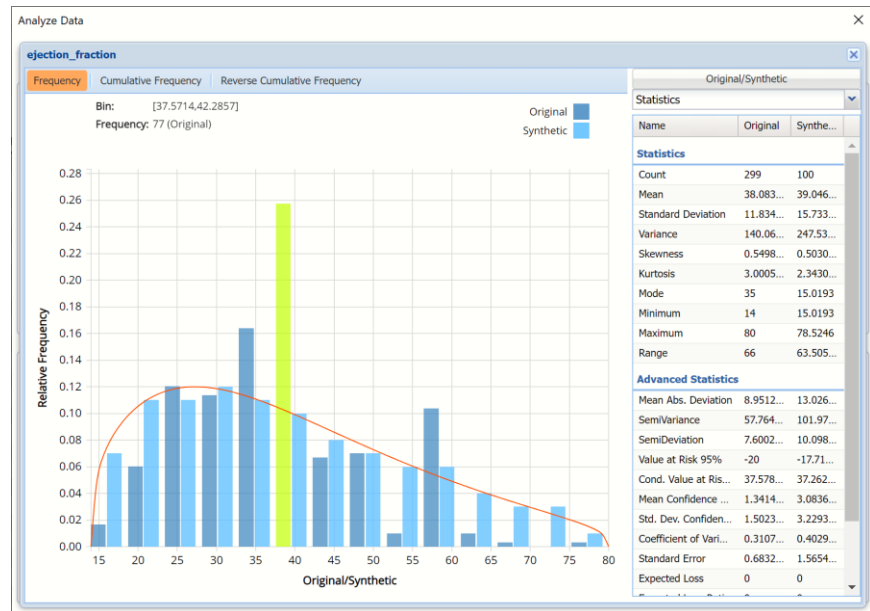 Analyze Data
ejection_fraction
Frequency Cumulative Frequency Reverse Cumulative Frequency
Bin: [37.5714,42.2857]
Frequency: 77 (Original)
Original
Synthetic
0.28
0.26
0.24
0.22
0.20
0.18
0.16
0.14
0.12
0.10
0.08
0.06
0.04
0.02
0.00
Relative Frequency
15 20 25 30 35 40 45 50 55 60 65 70 75 80
Original/Synthetic
Original/Synthetic
Statistics
Name Original Synthe...
Statistics
Count 299 100
Mean 38.083... 39.046...
Standard Deviation 11.834... 15.733...
Variance 140.06... 247.53...
Skewness 0.5498... 0.5030...
Kurtosis 3.0005... 2.3430...
Mode 35 15.0193
Minimum 14 15.0193
Maximum 80 78.5246
Range 66 63.505...
Advanced Statistics
Mean Abs. Deviation 8.9512... 13.026...
SemiVariance 57.764... 101.97...
SemiDeviation 7.6002... 10.098...
Value at Risk 95% -20 -17.71...
Cond. Value at Ris... 37.578... 37.262...
Mean Confidence ... 1.3414... 3.0836...
Std. Dev. Confiden... 1.5023... 3.2293...
Coefficient of Vari... 0.3107... 0.4029...
Standard Error 0.6832... 1.5654...
Expected Loss 0 0